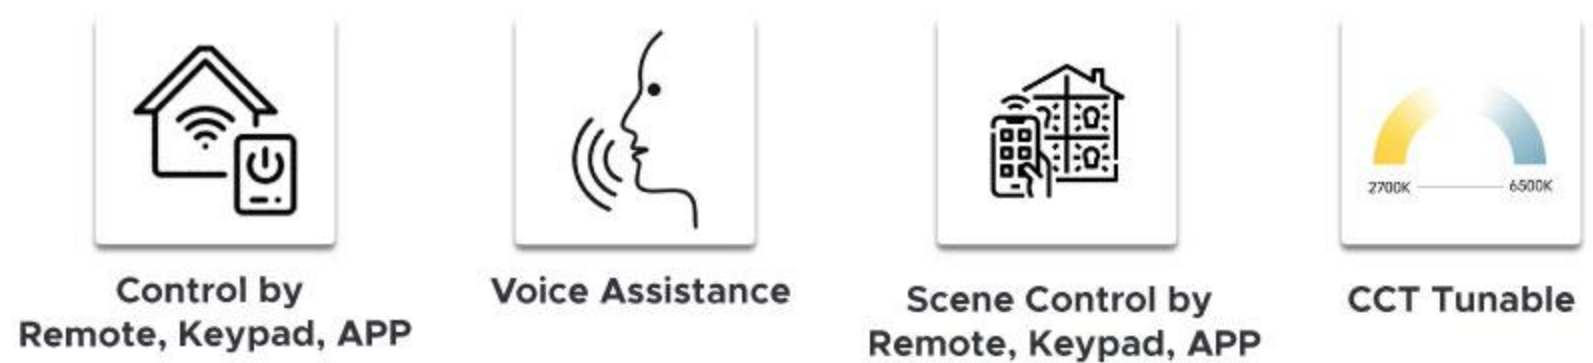 Control by
Remote, Keypad, APP
Voice Assistance
Scene Control by
Remote, Keypad, APP
2700K
6500K
CCT Tunable